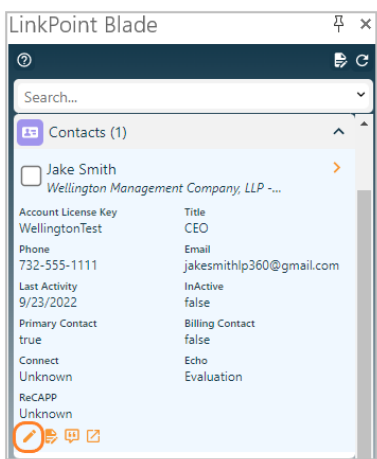 LinkPoint Blade
Search...
Contacts (1)
Jake Smith
Wellington Management Company, LLP -...
Account License Key Title
WellingtonTest CEO
Phone Email
732-555-1111 jakesmithlp360@gmail.com
Last Activity InActive
9/23/2022 false
Primary Contact Billing Contact
true false
Connect Echo
Unknown Evaluation
ReCAPP
Unknown